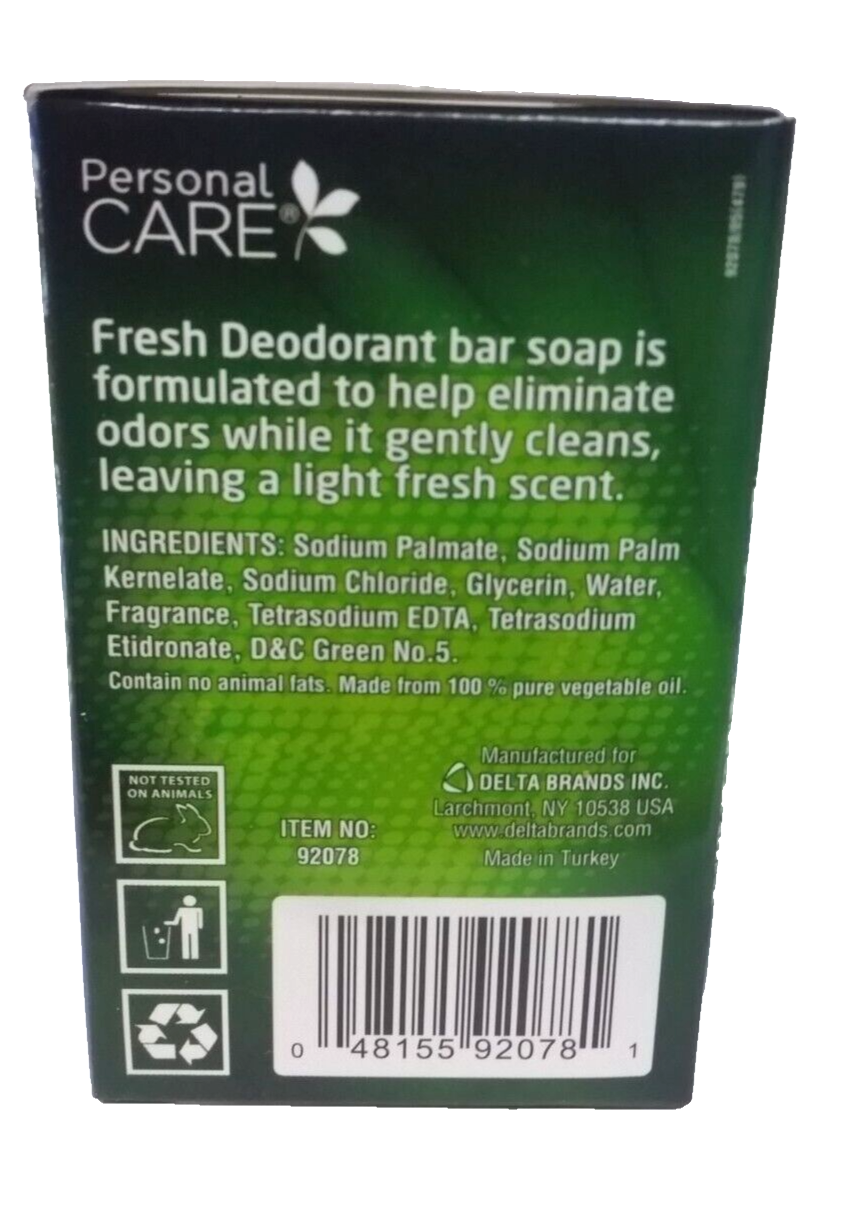 Personal
CARE®
Fresh Deodorant bar soap is
formulated to help eliminate
odors while it gently cleans,
leaving a light fresh scent.
INGREDIENTS: Sodium Palmate, Sodium Palm
Kernelate, Sodium Chloride, Glycerin, Water,
Fragrance, Tetrasodium EDTA, Tetrasodium
Etidronate, D&C Green No.5.
Contain no animal fats. Made from 100 % pure vegetable oil.
NOT TESTED
ON ANIMALS
ITEM NO:
92078
Manufactured for
DELTA BRANDS INC.
Larchmont, NY 10538 USA
www.deltabrands.com
Made in Turkey
0 48155 92078 1